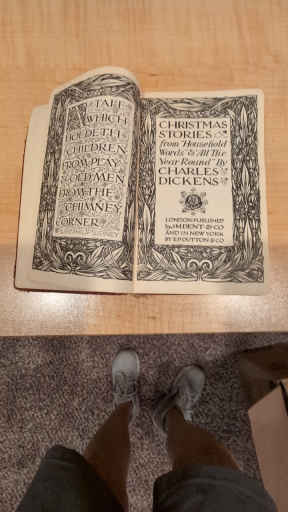 A TALE
WHICH
HOLDETH
CHILDREN
FROM PLAY
& OLD MEN
FROM THE
CHIMNEY
CORNER
CHRISTMAS
STORIES
from "Household
Words" & "All The
Year Round" By
CHARLES
DICKENS
LONDON: PUBLISHED
by J.M.DENT & CO
AND IN NEW YORK
BY E.P.DUTTON & CO